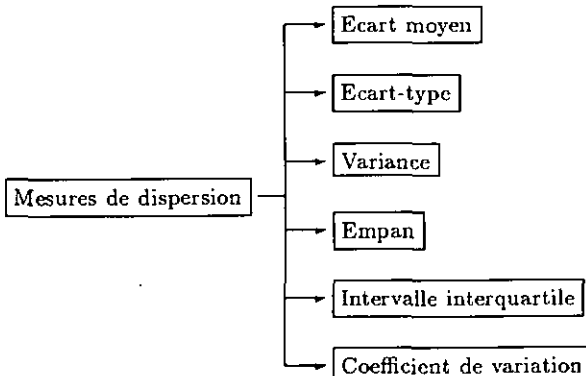 Ecart moyen
Ecart-type
Variance
Mesures de dispersion
Empan
Intervalle interquartile
Coefficient de variation